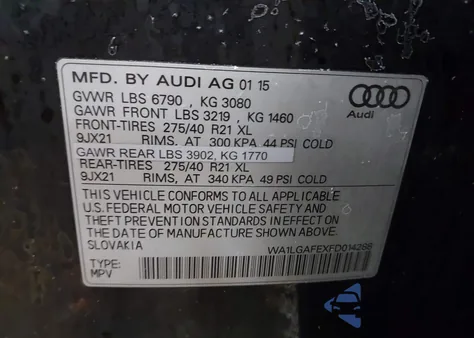 MFD. BY AUDI AG 01 15
GVWR LBS 6790 , KG 3080
GAWR FRONT LBS 3219 , KG 1460
FRONT-TIRES 275/40 R21 XL
9JX21 RIMS, AT 300 KPA 44 PSI COLD
GAWR REAR LBS 3902, KG 1770
REAR-TIRES 275/40 R21 XL
9JX21 RIMS, AT 340 KPA 49 PSI COLD
THIS VEHICLE CONFORMS TO ALL APPLICABLE
U.S. FEDERAL MOTOR VEHICLE SAFETY AND
THEFT PREVENTION STANDARDS IN EFFECT ON
THE DATE OF MANUFACTURE SHOWN ABOVE.
SLOVAKIA
WA1LGAFEXFD014288
TYPE:
MPV
Audi